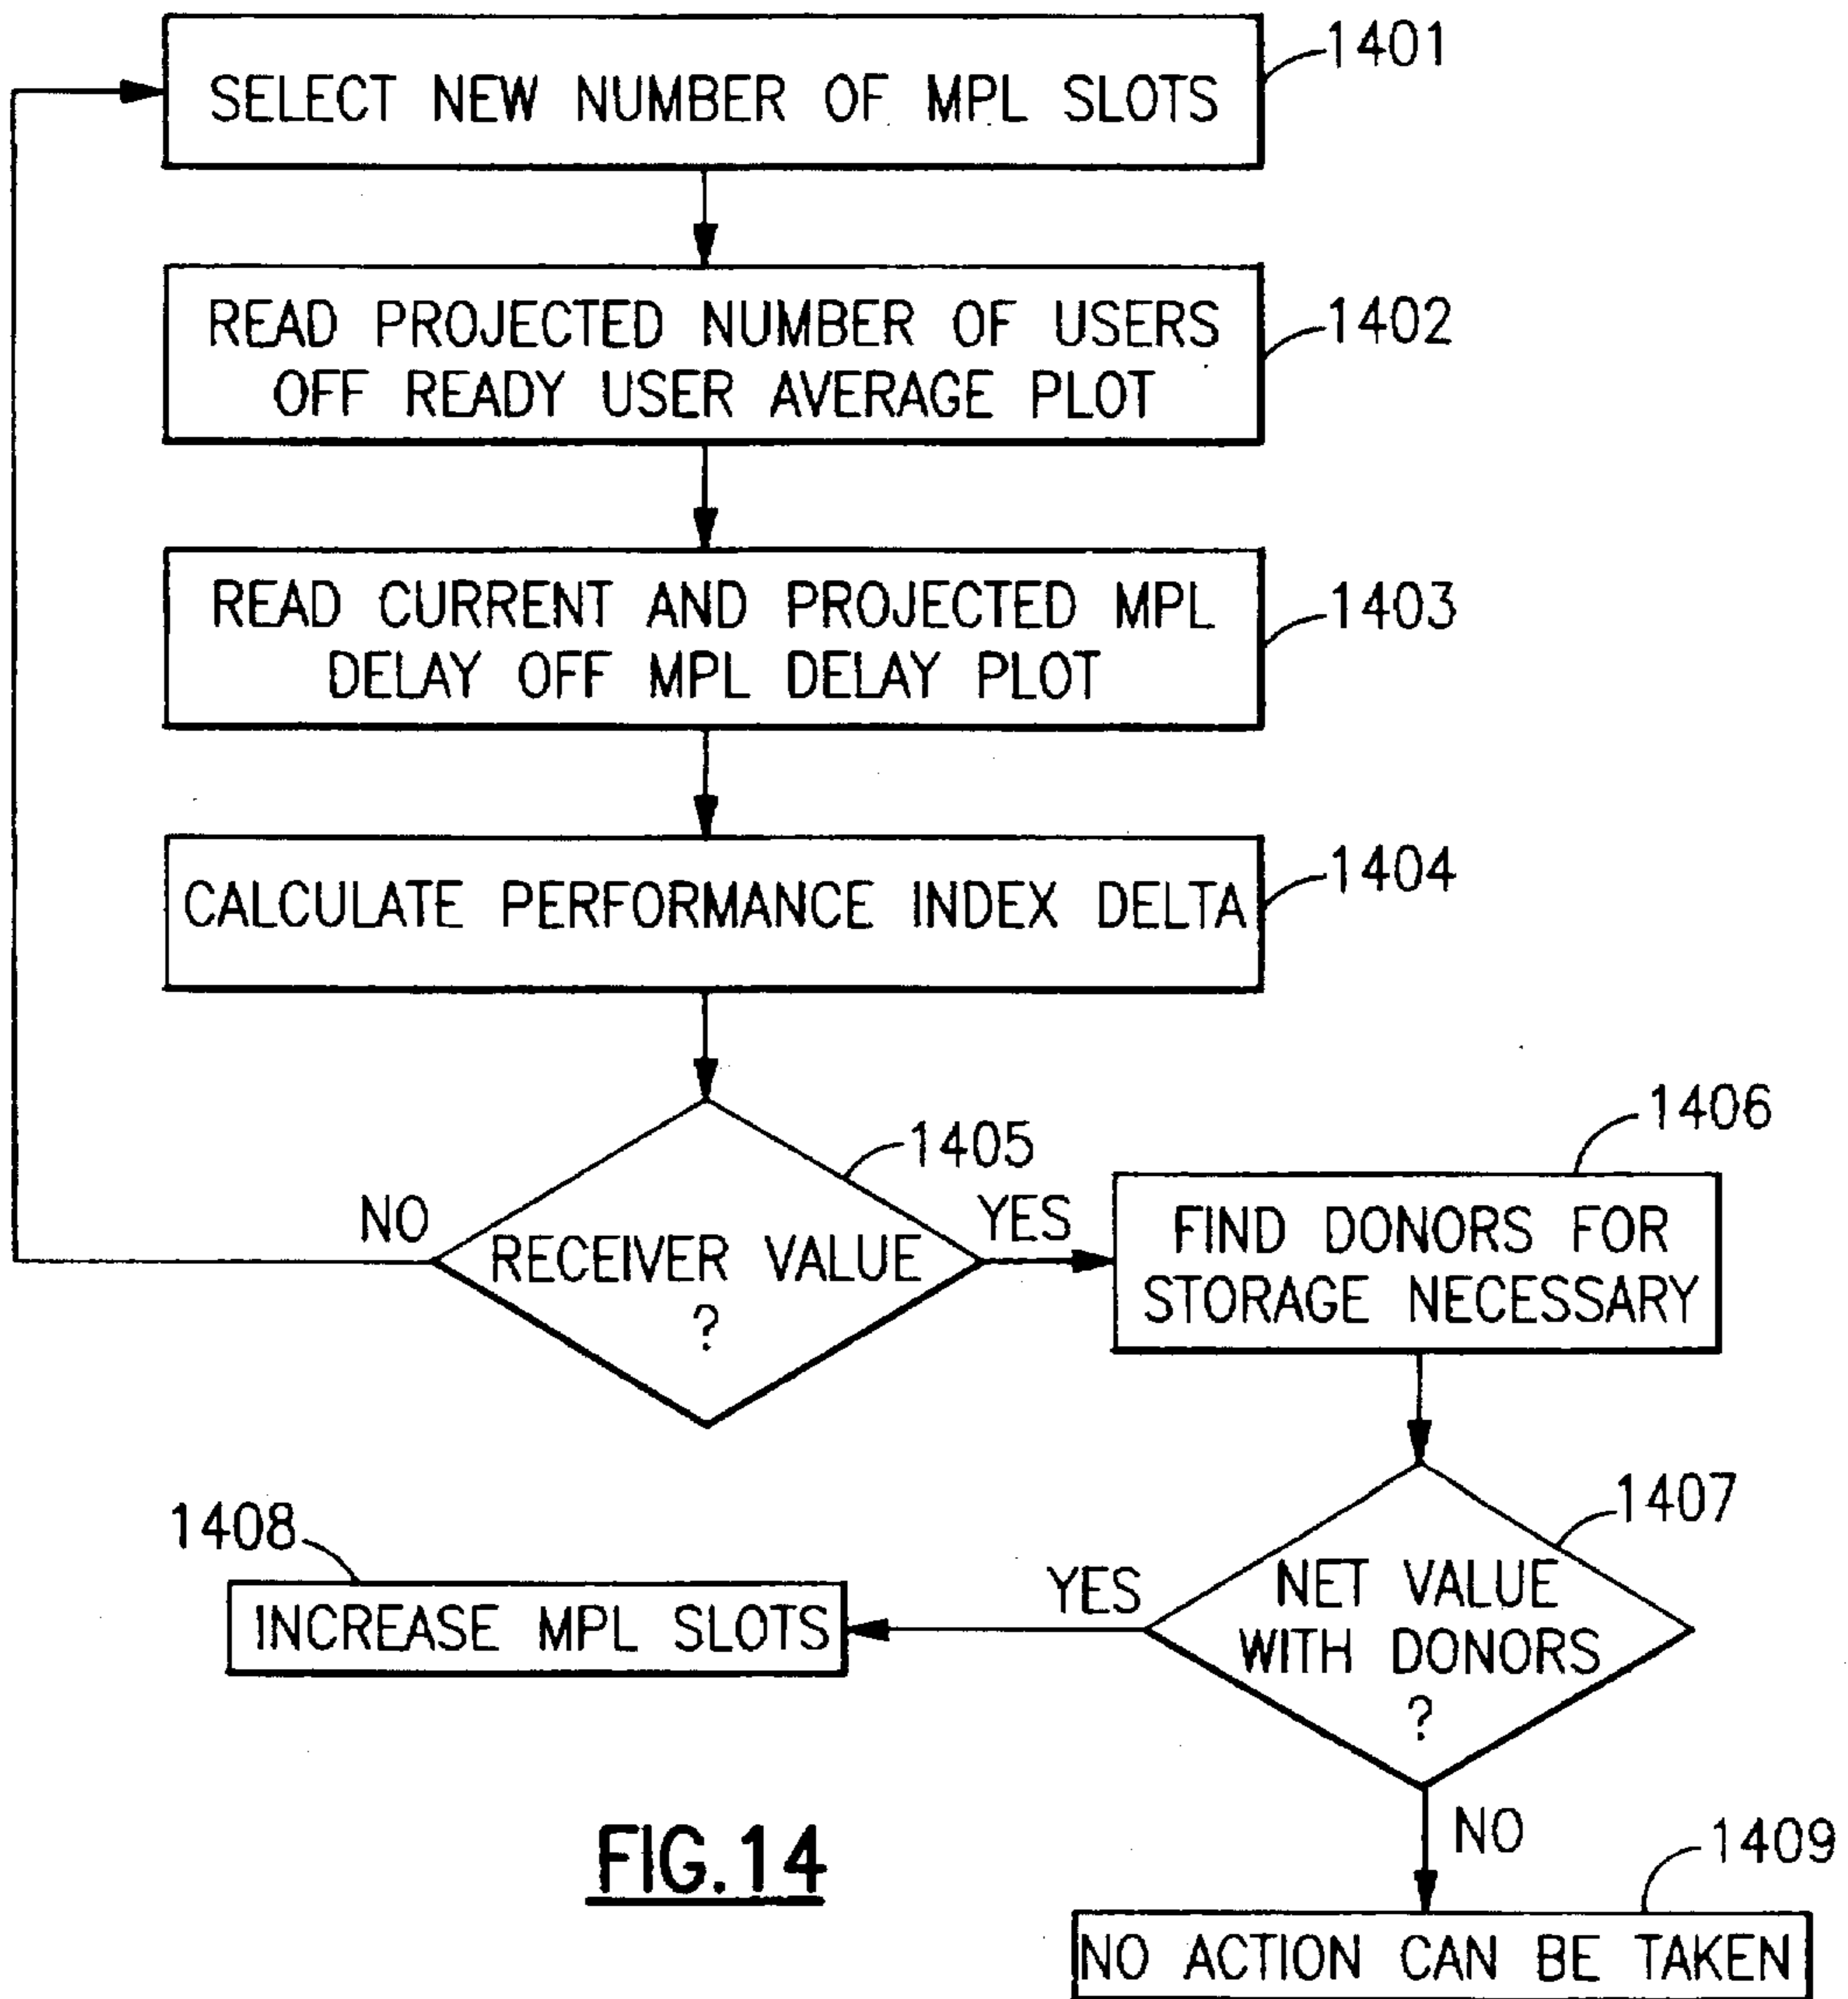 SELECT NEW NUMBER OF MPL SLOTS
1401
READ PROJECTED NUMBER OF USERS
OFF READY USER AVERAGE PLOT
1402
READ CURRENT AND PROJECTED MPL
DELAY OFF MPL DELAY PLOT
1403
CALCULATE PERFORMANCE INDEX DELTA
1404
1405
NO
RECEIVER VALUE
?
YES
1406
FIND DONORS FOR
STORAGE NECESSARY
1407
NET VALUE
WITH DONORS
?
YES
1408
INCREASE MPL SLOTS
NO
1409
NO ACTION CAN BE TAKEN
FIG.14